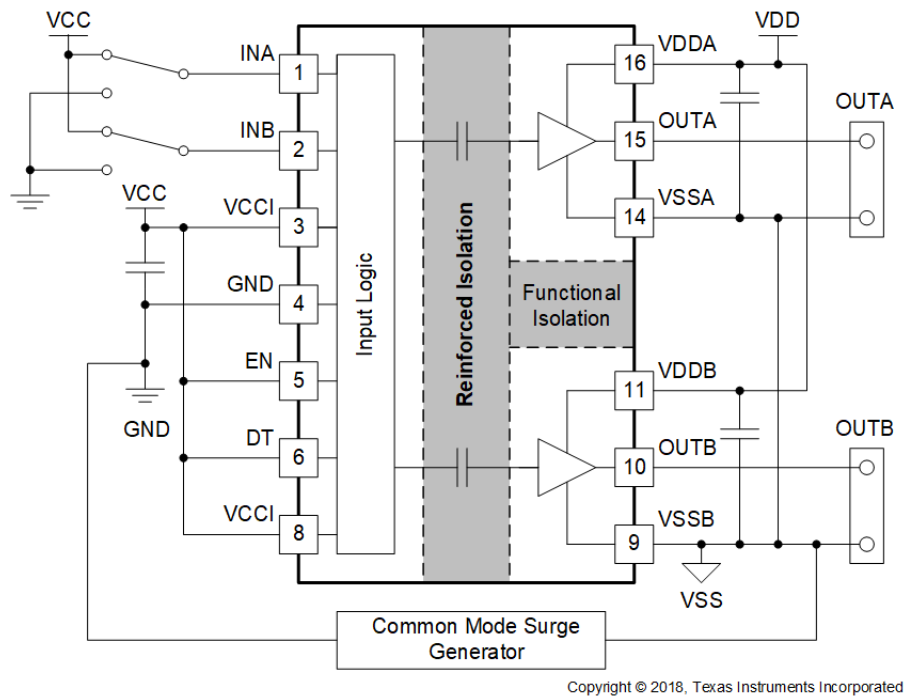 VCC
INA
1
INB
2
VCC
VCCI
3
GND
4
EN
5
GND
DT
6
VCCI
8
Input Logic
Reinforced Isolation
Functional
Isolation
VDDA
VDD
16
OUTA
OUTA
15
VSSA
14
VDDB
11
OUTB
OUTB
10
VSSB
9
VSS
Common Mode Surge
Generator
Copyright © 2018, Texas Instruments Incorporated